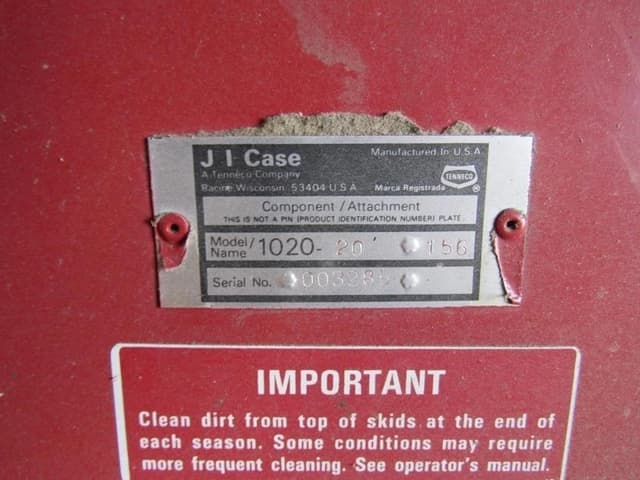 J I Case
Manufactured In U.S.A.
A Tenneco Company
Racine, Wisconsin 53404 U.S.A.
Marca Registrada
TENNECO
®
Component / Attachment
THIS IS NOT A PIN (PRODUCT IDENTIFICATION NUMBER) PLATE
Model/Name 1020- 20' 156
Serial No.
IMPORTANT
Clean dirt from top of skids at the end of
each season. Some conditions may require
more frequent cleaning. See operator's manual.